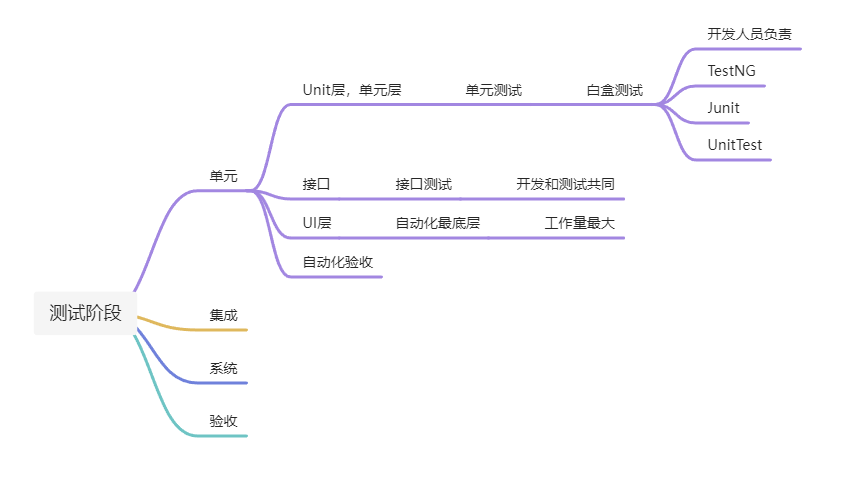 测试阶段
单元
Unit层，单元层
单元测试
白盒测试
开发人员负责
TestNG
Junit
UnitTest
接口
接口测试
开发和测试共同
UI层
自动化最底层
工作量最大
自动化验收
集成
系统
验收